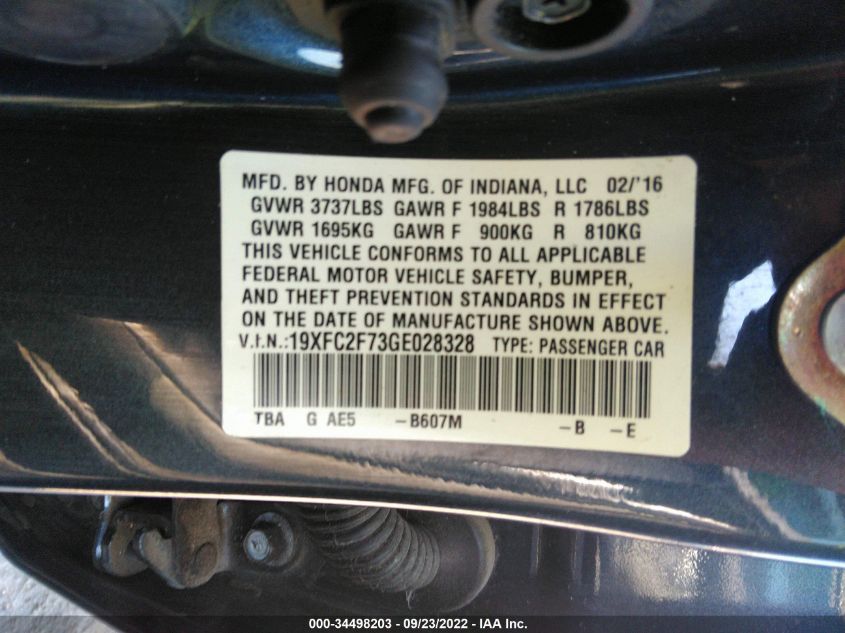 MFD. BY HONDA MFG. OF INDIANA, LLC 02/'16
GVWR 3737LBS GAWR F 1984LBS R 1786LBS
GVWR 1695KG GAWR F 900KG R 810KG
THIS VEHICLE CONFORMS TO ALL APPLICABLE
FEDERAL MOTOR VEHICLE SAFETY, BUMPER,
AND THEFT PREVENTION STANDARDS IN EFFECT
ON THE DATE OF MANUFACTURE SHOWN ABOVE.
V.I.N.:19XFC2F73GE028328 TYPE: PASSENGER CAR
TBA G AE5 -B607M -B -E
000-34498203 - 09/23/2022 - IAA Inc.